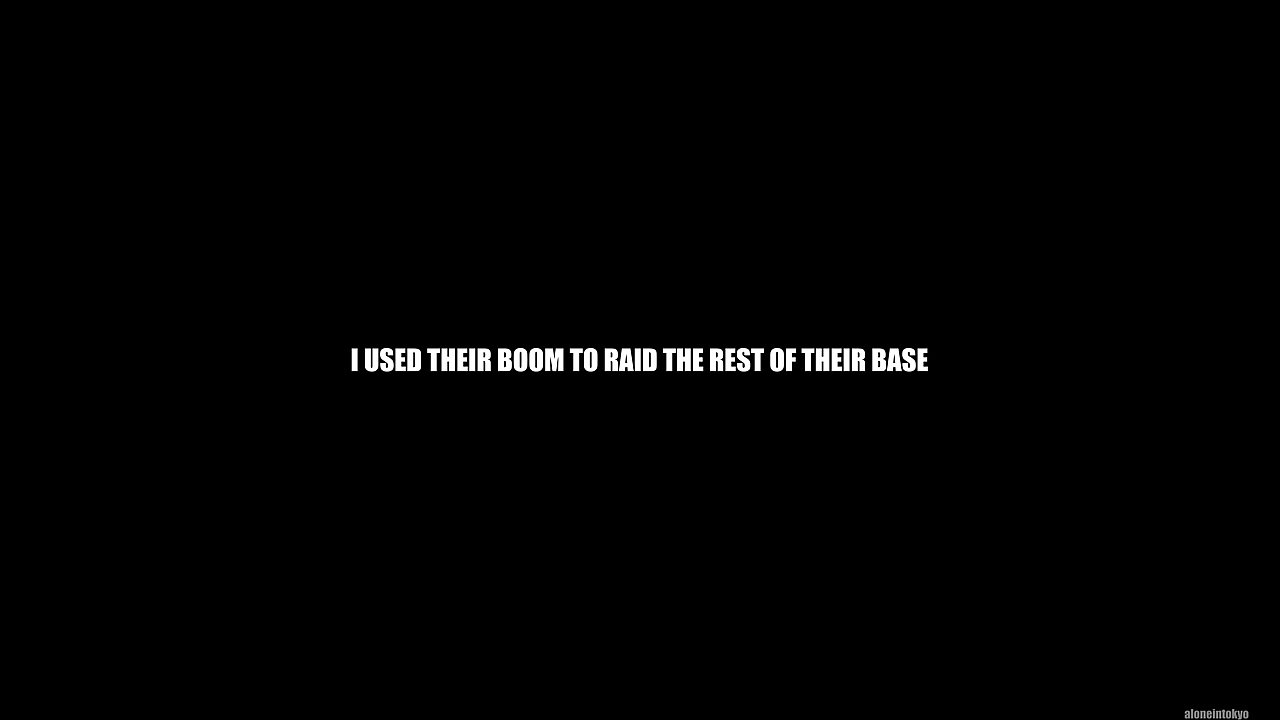 I USED THEIR BOOM TO RAID THE REST OF THEIR BASE
aloneintokyo